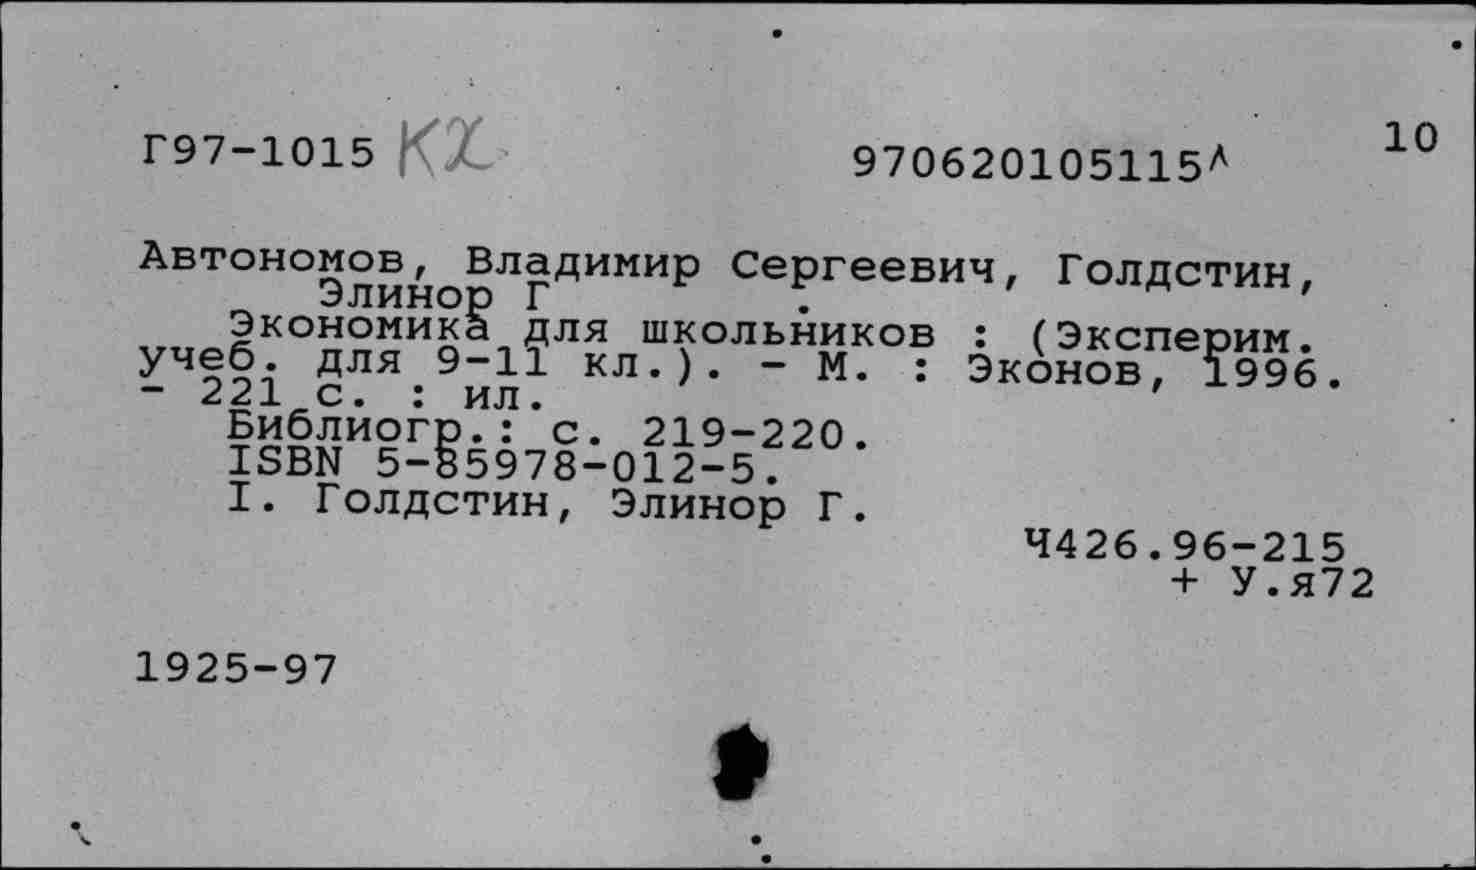 Г97-1015 КХ 970620105115Л 10
Автономов, Владимир Сергеевич, Голдстин,
Элинор Г
Экономика для школьников : (Эксперим.
учеб. для 9-11 кл.). - М. : Эконов, 1996.
- 221 с. : ил.
Библиогр.: с. 219-220.
ISBN 5-85978-012-5.
I. Голдстин, Элинор Г.
Ч426.96-215
+ У.я72
1925-97